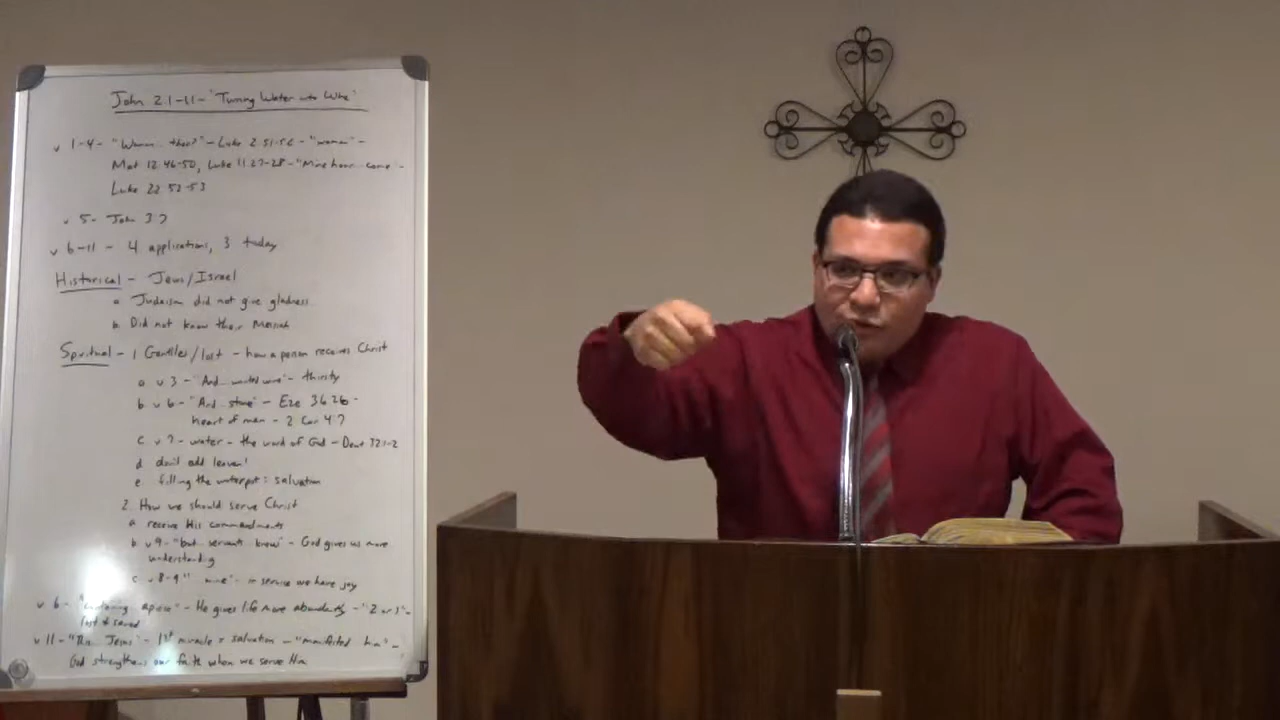 John 2:1-11 - "Turning Water into Wine"
v 1-4 - "Woman... thee?" - Luke 2:51-52 - "woman" -
Mat 12:46-50, Luke 11:27-28 - "Mine hour... come" -
Luke 22:52-53
v 5 - John 3:7
v 6-11 - 4 applications, 3 today
Historical - Jews/Israel
a Judaism did not give gladness
b Did not know their Messiah
Spiritual - 1 Gentiles/lost - how a person receives Christ
a v 3 - "And... wanted wine" - thirsty
b v 6 - "And... stone" - Eze 36:26 -
heart of man - 2 Cor 4:7
c v 7 - water - the word of God - Deut 32:1-2
d don't add leaven!
e filling the waterpot = salvation
2. How we should serve Christ
a receive His commandments
b v 9 - "but... servants... knew" - God gives us more
understanding
c v 8-9 "... wine" - in service we have joy
v 6 - "containing... apiece" - He gives life more abundantly - "2 or 3" -
lost & saved
v 11 - "This... Jesus" - 1st miracle = salvation - "manifested... him" -
God strengthens our faith when we serve Him